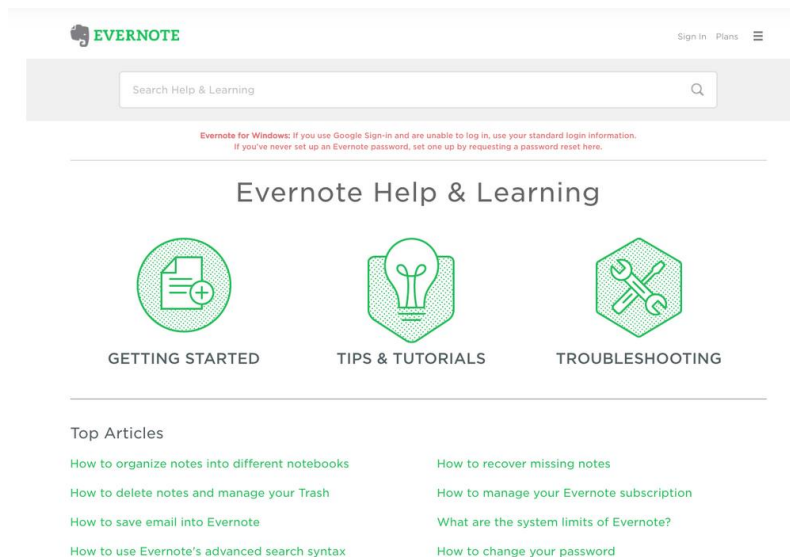 EVERNOTE
Sign In Plans
Search Help & Learning
Evernote for Windows: If you use Google Sign-in and are unable to log in, use your standard login information.
If you've never set up an Evernote password, set one up by requesting a password reset here.
Evernote Help & Learning
GETTING STARTED
TIPS & TUTORIALS
TROUBLESHOOTING
Top Articles
How to organize notes into different notebooks
How to recover missing notes
How to delete notes and manage your Trash
How to manage your Evernote subscription
How to save email into Evernote
What are the system limits of Evernote?
How to use Evernote's advanced search syntax
How to change your password